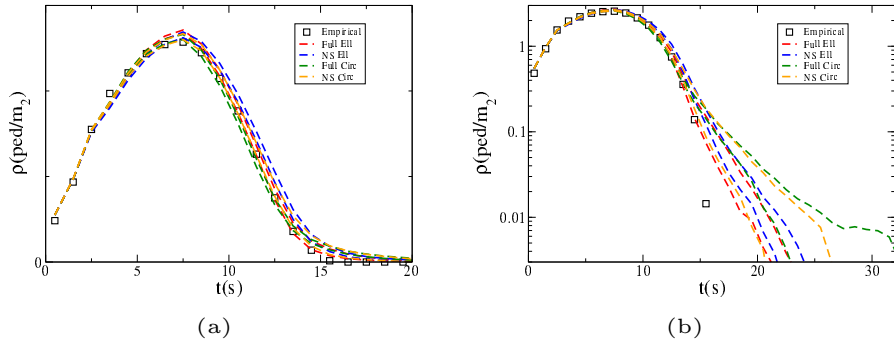 ρ(ped/m2)
0
0 5 10 15 20
t(s)
Empirical
Full Ell
NS Ell
Full Circ
NS Circ
(a)
ρ(ped/m2)
1
0.1
0.01
0 10 20 30
t(s)
Empirical
Full Ell
NS Ell
Full Circ
NS Circ
(b)